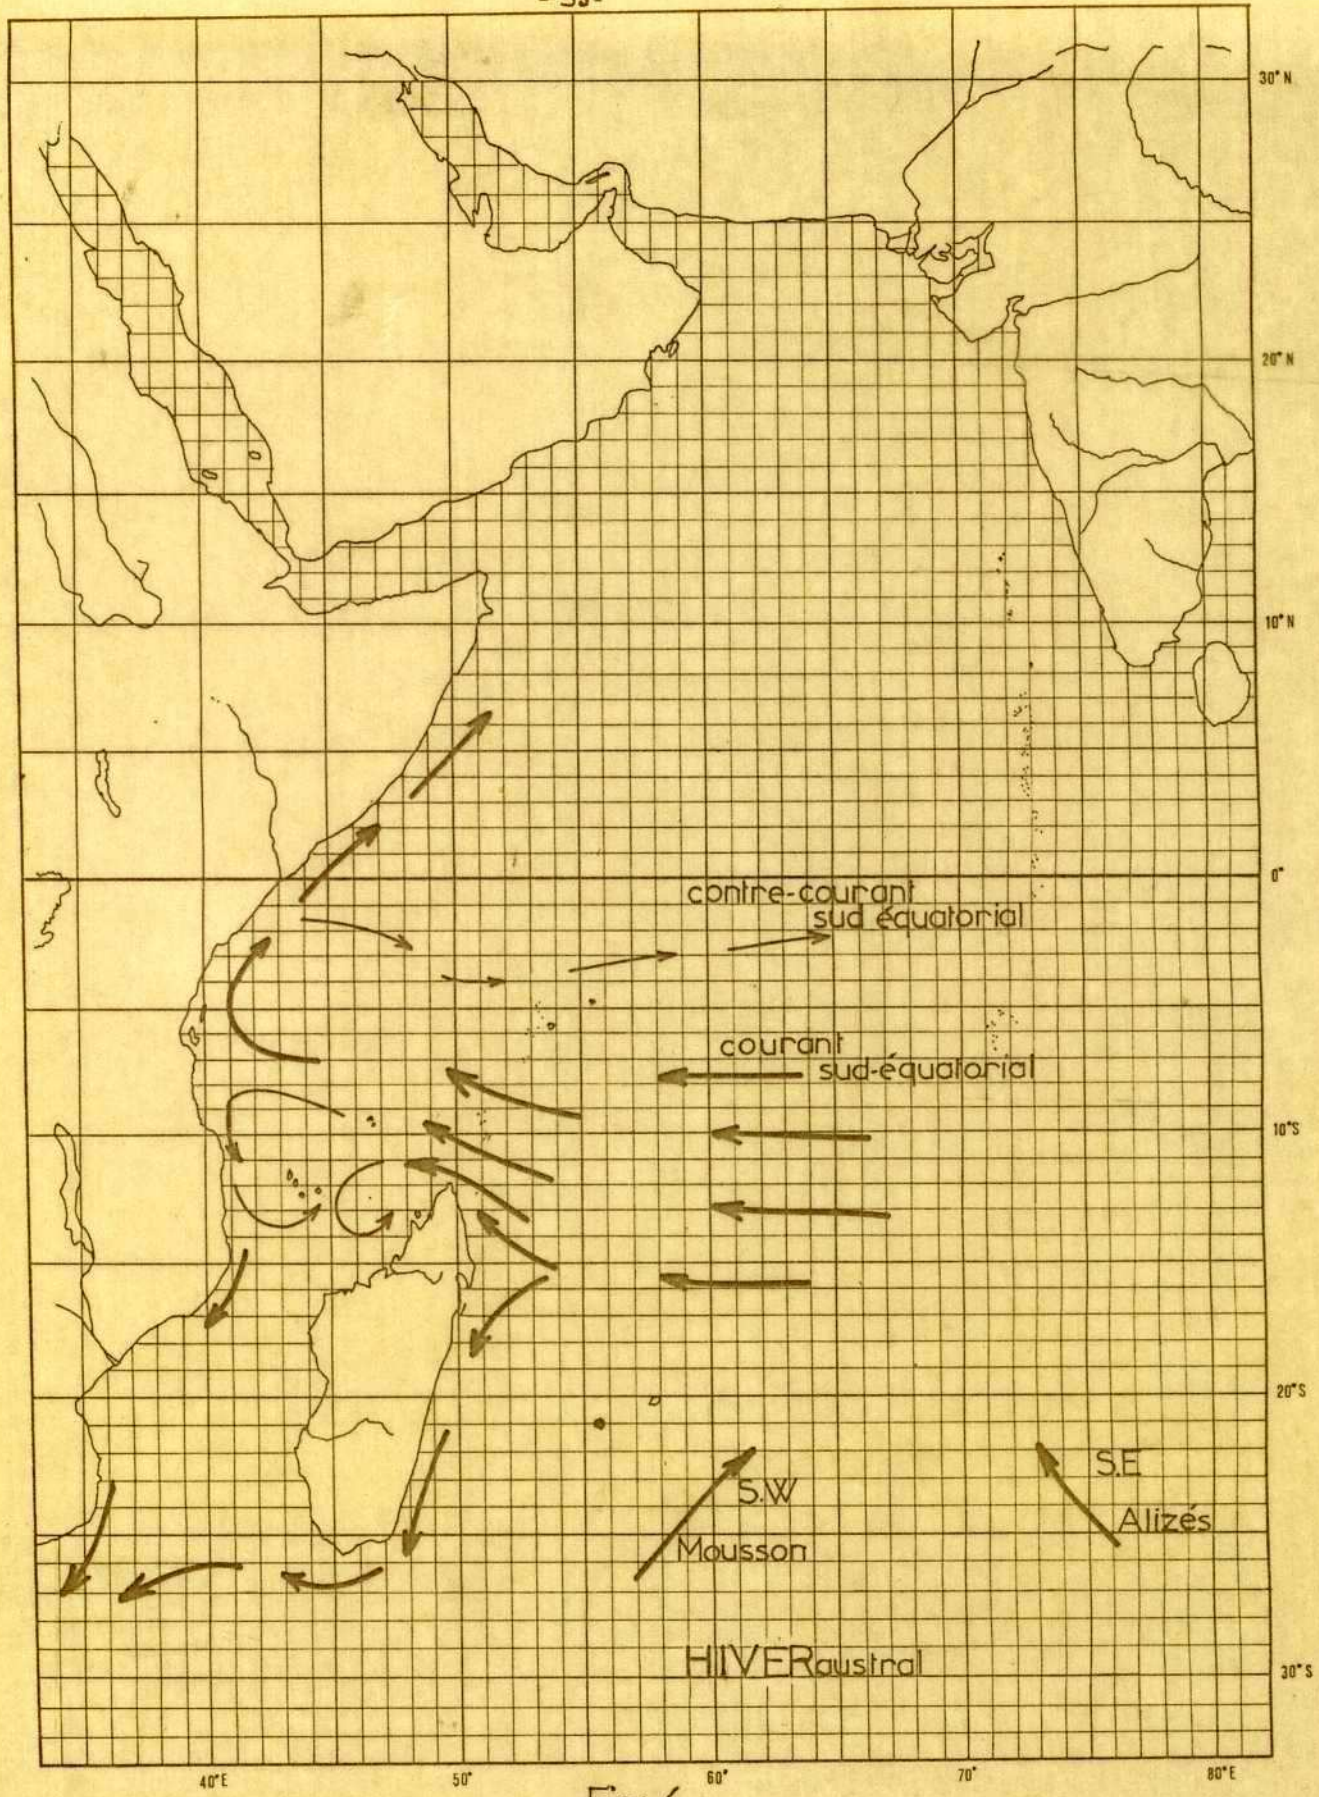 30°N
20°N
10°N
contre-courant
0°
sud équatorial
courant
sud-équatorial
10°S
20°S
S.E
S.W
Alizés
Mousson
HIVER austral
30°S
40°E
50°
60°
70°
80°E